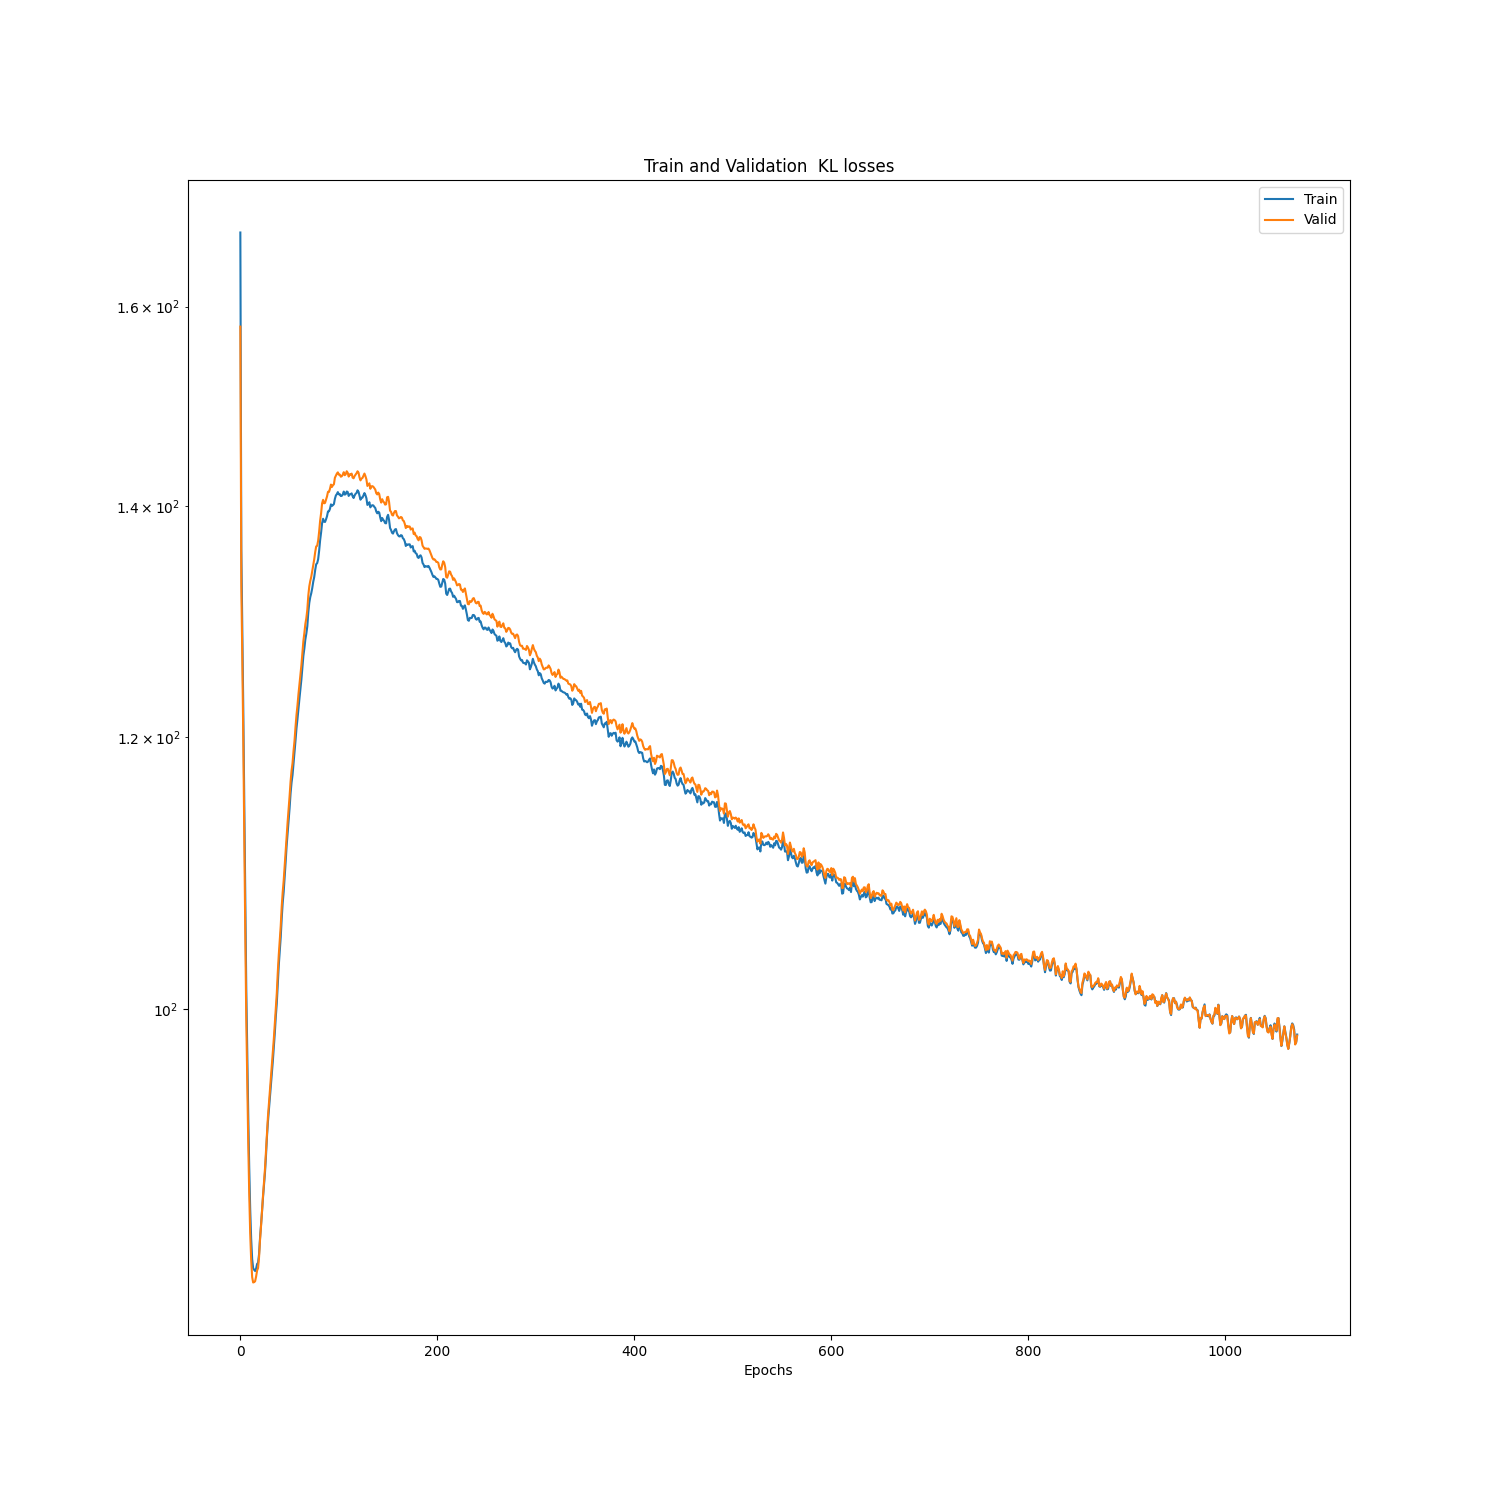 Train and Validation  KL losses
Train
Valid
1.6 × 10²
1.4 × 10²
1.2 × 10²
10²
0 200 400 600 800 1000
Epochs